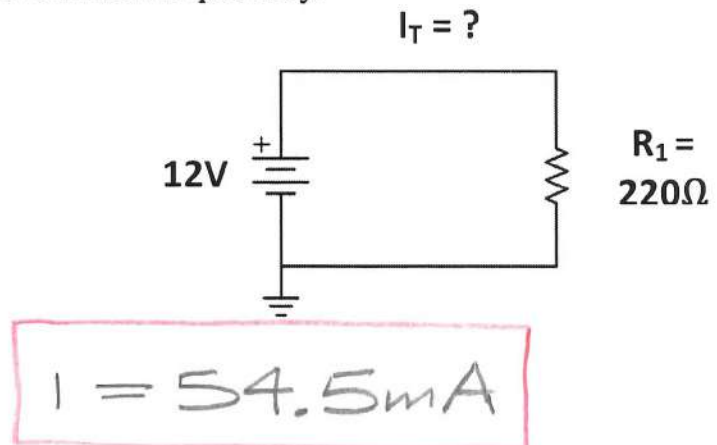 I_T = ?
+
12V
R₁ =
220Ω
I = 54.5mA